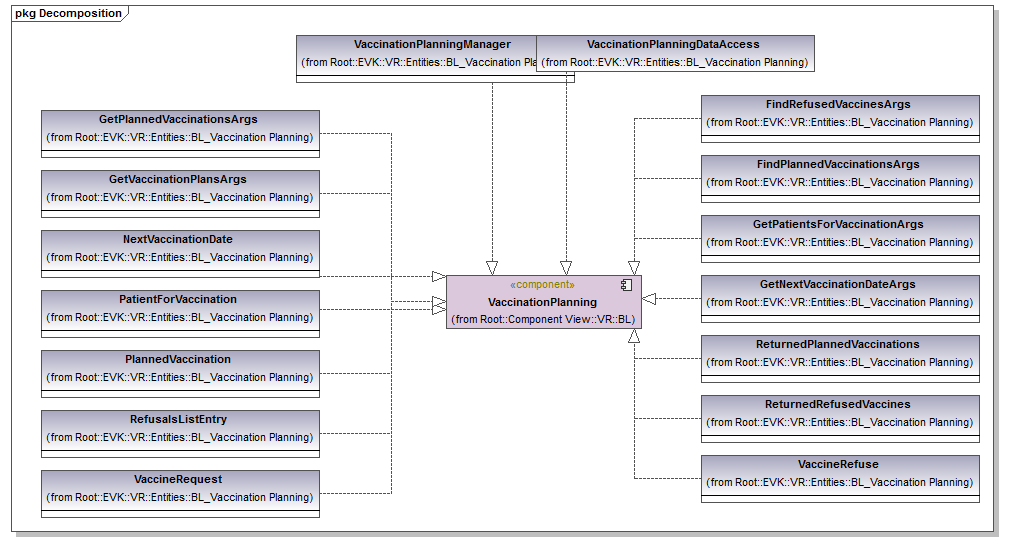 pkg Decomposition
VaccinationPlanningManager
(from Root::EVK::VR::Entities::BL_Vaccination Pla
VaccinationPlanningDataAccess
(from Root::EVK::VR::Entities::BL_Vaccination Planning)
GetPlannedVaccinationsArgs
(from Root::EVK::VR::Entities::BL_Vaccination Planning)
GetVaccinationPlansArgs
(from Root::EVK::VR::Entities::BL_Vaccination Planning)
NextVaccinationDate
(from Root::EVK::VR::Entities::BL_Vaccination Planning)
PatientForVaccination
(from Root::EVK::VR::Entities::BL_Vaccination Planning)
PlannedVaccination
(from Root::EVK::VR::Entities::BL_Vaccination Planning)
RefusalsListEntry
(from Root::EVK::VR::Entities::BL_Vaccination Planning)
VaccineRequest
(from Root::EVK::VR::Entities::BL_Vaccination Planning)
«component»
VaccinationPlanning
(from Root::Component View::VR::BL)
FindRefusedVaccinesArgs
(from Root::EVK::VR::Entities::BL_Vaccination Planning)
FindPlannedVaccinationsArgs
(from Root::EVK::VR::Entities::BL_Vaccination Planning)
GetPatientsForVaccinationArgs
(from Root::EVK::VR::Entities::BL_Vaccination Planning)
GetNextVaccinationDateArgs
(from Root::EVK::VR::Entities::BL_Vaccination Planning)
ReturnedPlannedVaccinations
(from Root::EVK::VR::Entities::BL_Vaccination Planning)
ReturnedRefusedVaccines
(from Root::EVK::VR::Entities::BL_Vaccination Planning)
VaccineRefuse
(from Root::EVK::VR::Entities::BL_Vaccination Planning)